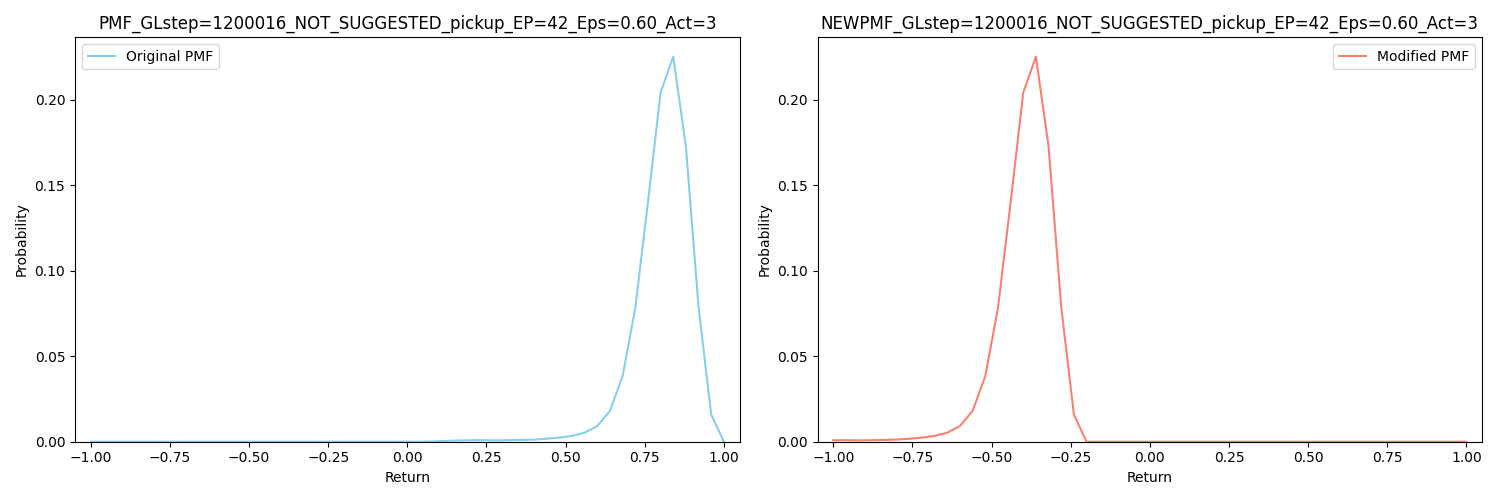 PMF_GLstep=1200016_NOT_SUGGESTED_pickup_EP=42_Eps=0.60_Act=3
Original PMF
Probability
0.20
0.15
0.10
0.05
0.00
−1.00 −0.75 −0.50 −0.25 0.00 0.25 0.50 0.75 1.00
Return
NEWPMF_GLstep=1200016_NOT_SUGGESTED_pickup_EP=42_Eps=0.60_Act=3
Modified PMF
Probability
0.20
0.15
0.10
0.05
0.00
−1.00 −0.75 −0.50 −0.25 0.00 0.25 0.50 0.75 1.00
Return